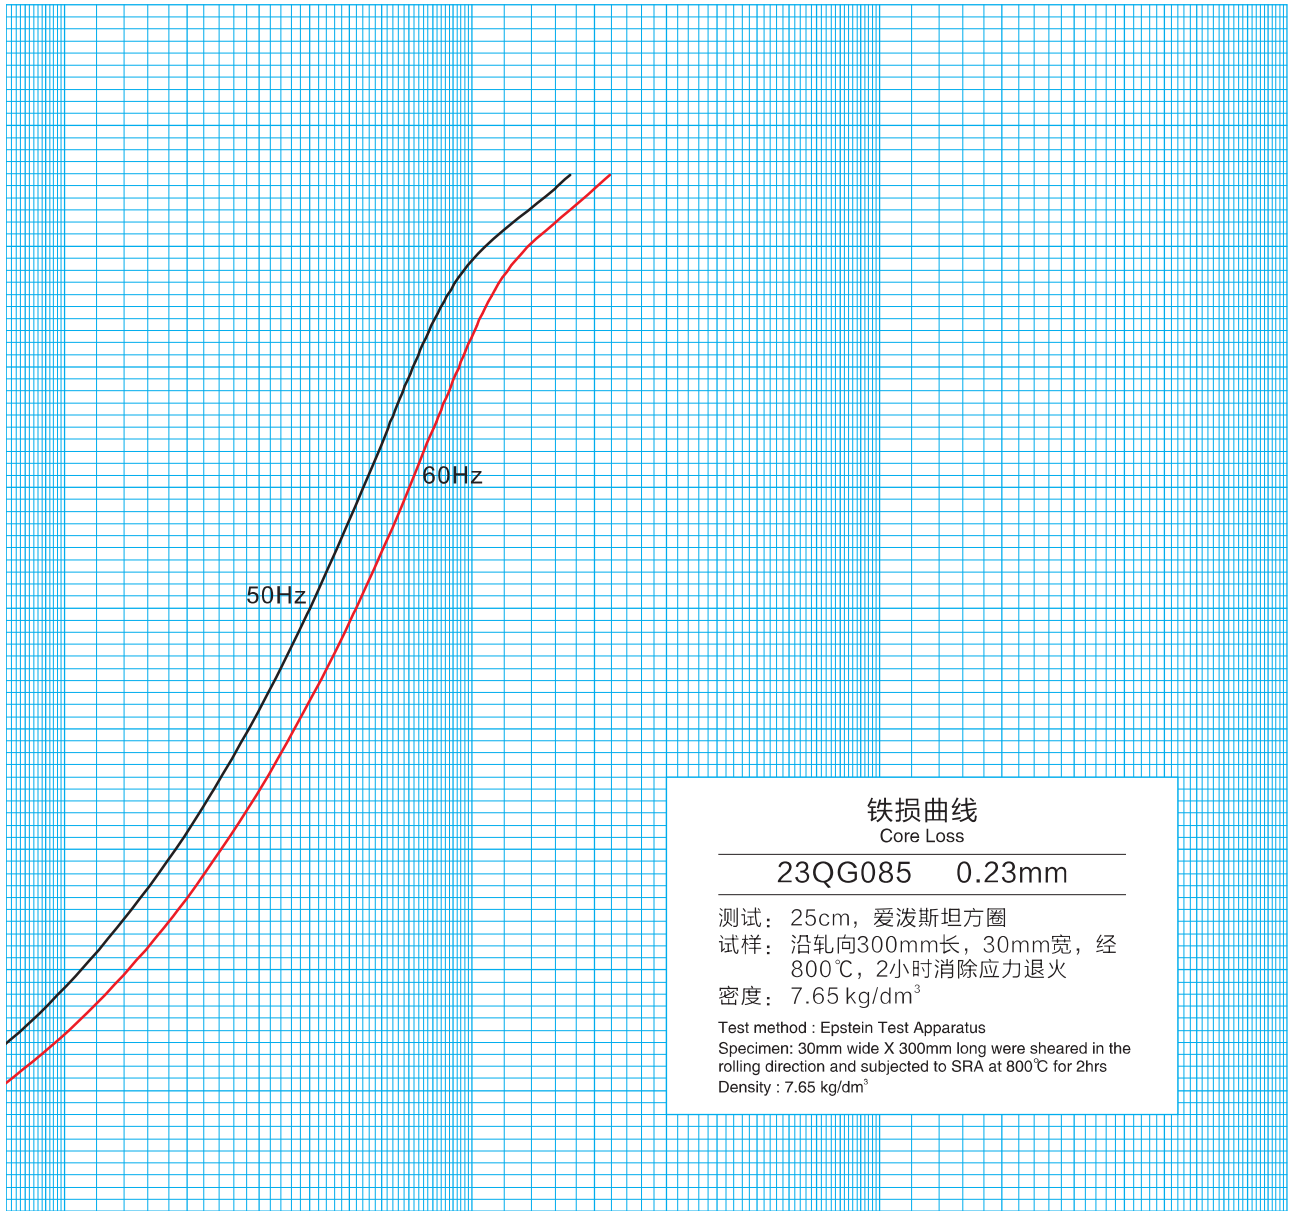 60Hz
50Hz
铁损曲线
Core Loss
23QG085 0.23mm
测试： 25cm，爱泼斯坦方圈
试样： 沿轧向300mm长，30mm宽，经
800℃，2小时消除应力退火
密度： 7.65 kg/dm³
Test method : Epstein Test Apparatus
Specimen: 30mm wide X 300mm long were sheared in the
rolling direction and subjected to SRA at 800℃ for 2hrs
Density : 7.65 kg/dm³